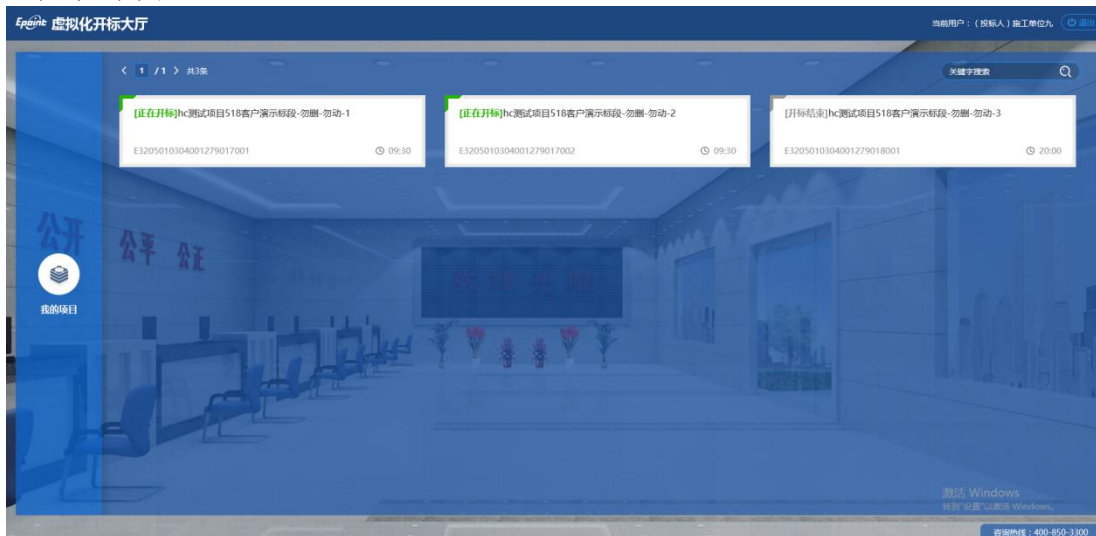 Epoint 虚拟化开标大厅
当前用户：（投标人）施工单位九 退出
1 / 1 共3条
关键字搜索
[正在开标]hc测试项目518客户演示标段-勿删-勿动-1
E3205010304001279017001 09:30
[正在开标]hc测试项目518客户演示标段-勿删-勿动-2
E3205010304001279017002 09:30
[开标结束]hc测试项目518客户演示标段-勿删-勿动-3
E3205010304001279018001 20:00
公开 公平 公正
我的项目
激活 Windows
转到"设置"以激活 Windows。
咨询热线：400-850-3300